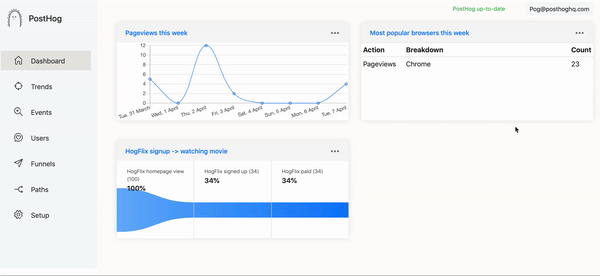 PostHog
PostHog up-to-date
Pog@posthoghq.com
Dashboard
Trends
Events
Users
Funnels
Paths
Setup
Pageviews this week
12
10
8
6
4
2
0
Tue. 31 March
Wed. 1 April
Thu. 2 April
Fri. 3 April
Sat. 4 April
Sun. 5 April
Mon. 6 April
Tue. 7 April
Most popular browsers this week
Action Breakdown Count
Pageviews Chrome 23
HogFlix signup -> watching movie
HogFlix homepage view
(100)
100%
HogFlix signed up (34)
34%
HogFlix paid (34)
34%